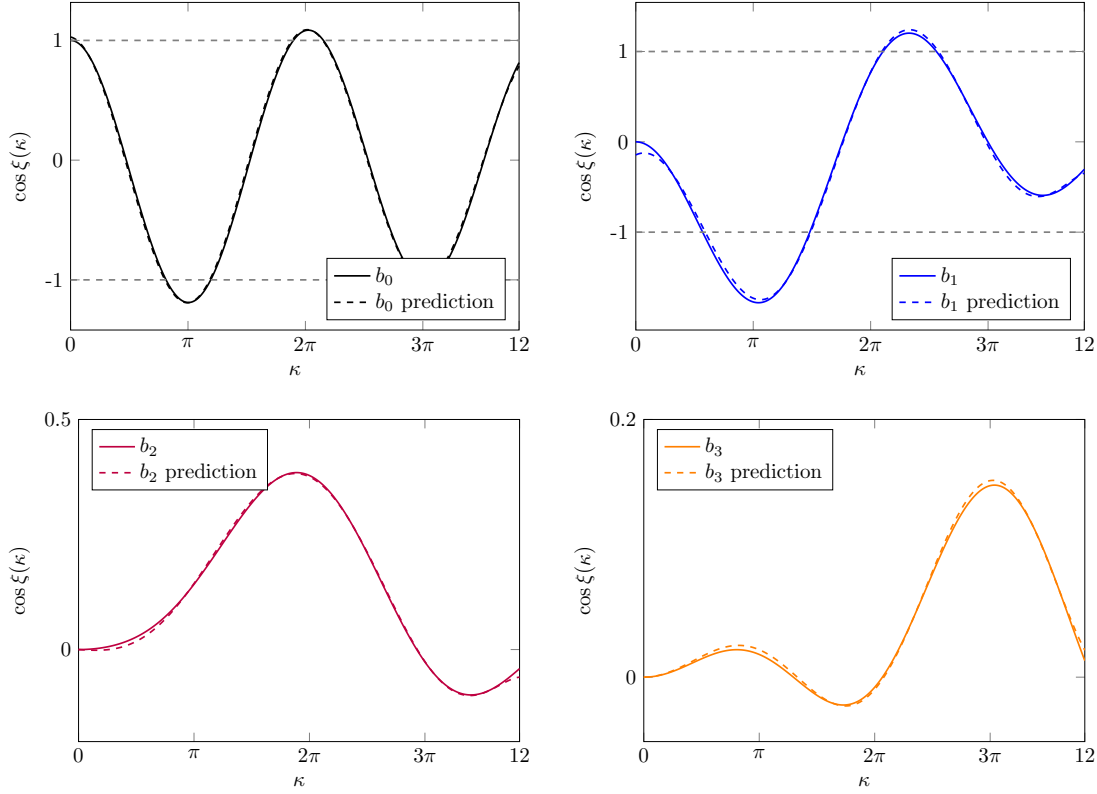 1
0
-1
cos ξ(κ)
b₀
b₀ prediction
0
π
2π
3π
12
κ
1
0
-1
cos ξ(κ)
b₁
b₁ prediction
0
π
2π
3π
12
κ
0.5
0
cos ξ(κ)
b₂
b₂ prediction
0
π
2π
3π
12
κ
0.2
0
cos ξ(κ)
b₃
b₃ prediction
0
π
2π
3π
12
κ